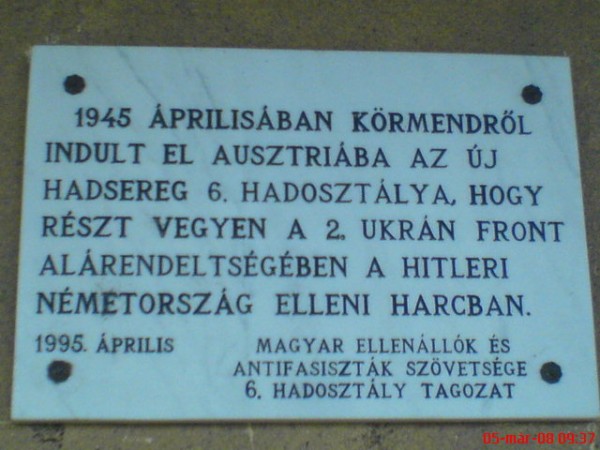 1945 ÁPRILISÁBAN KÖRMENDRŐL
INDULT EL AUSZTRIÁBA AZ ÚJ
HADSEREG 6. HADOSZTÁLYA, HOGY
RÉSZT VEGYEN A 2. UKRÁN FRONT
ALÁRENDELTSÉGÉBEN A HITLERI
NÉMETORSZÁG ELLENI HARCBAN.
1995. ÁPRILIS
MAGYAR ELLENÁLLÓK ÉS
ANTIFASISZTÁK SZÖVETSÉGE
6. HADOSZTÁLY TAGOZAT
05-mar-08 09:37